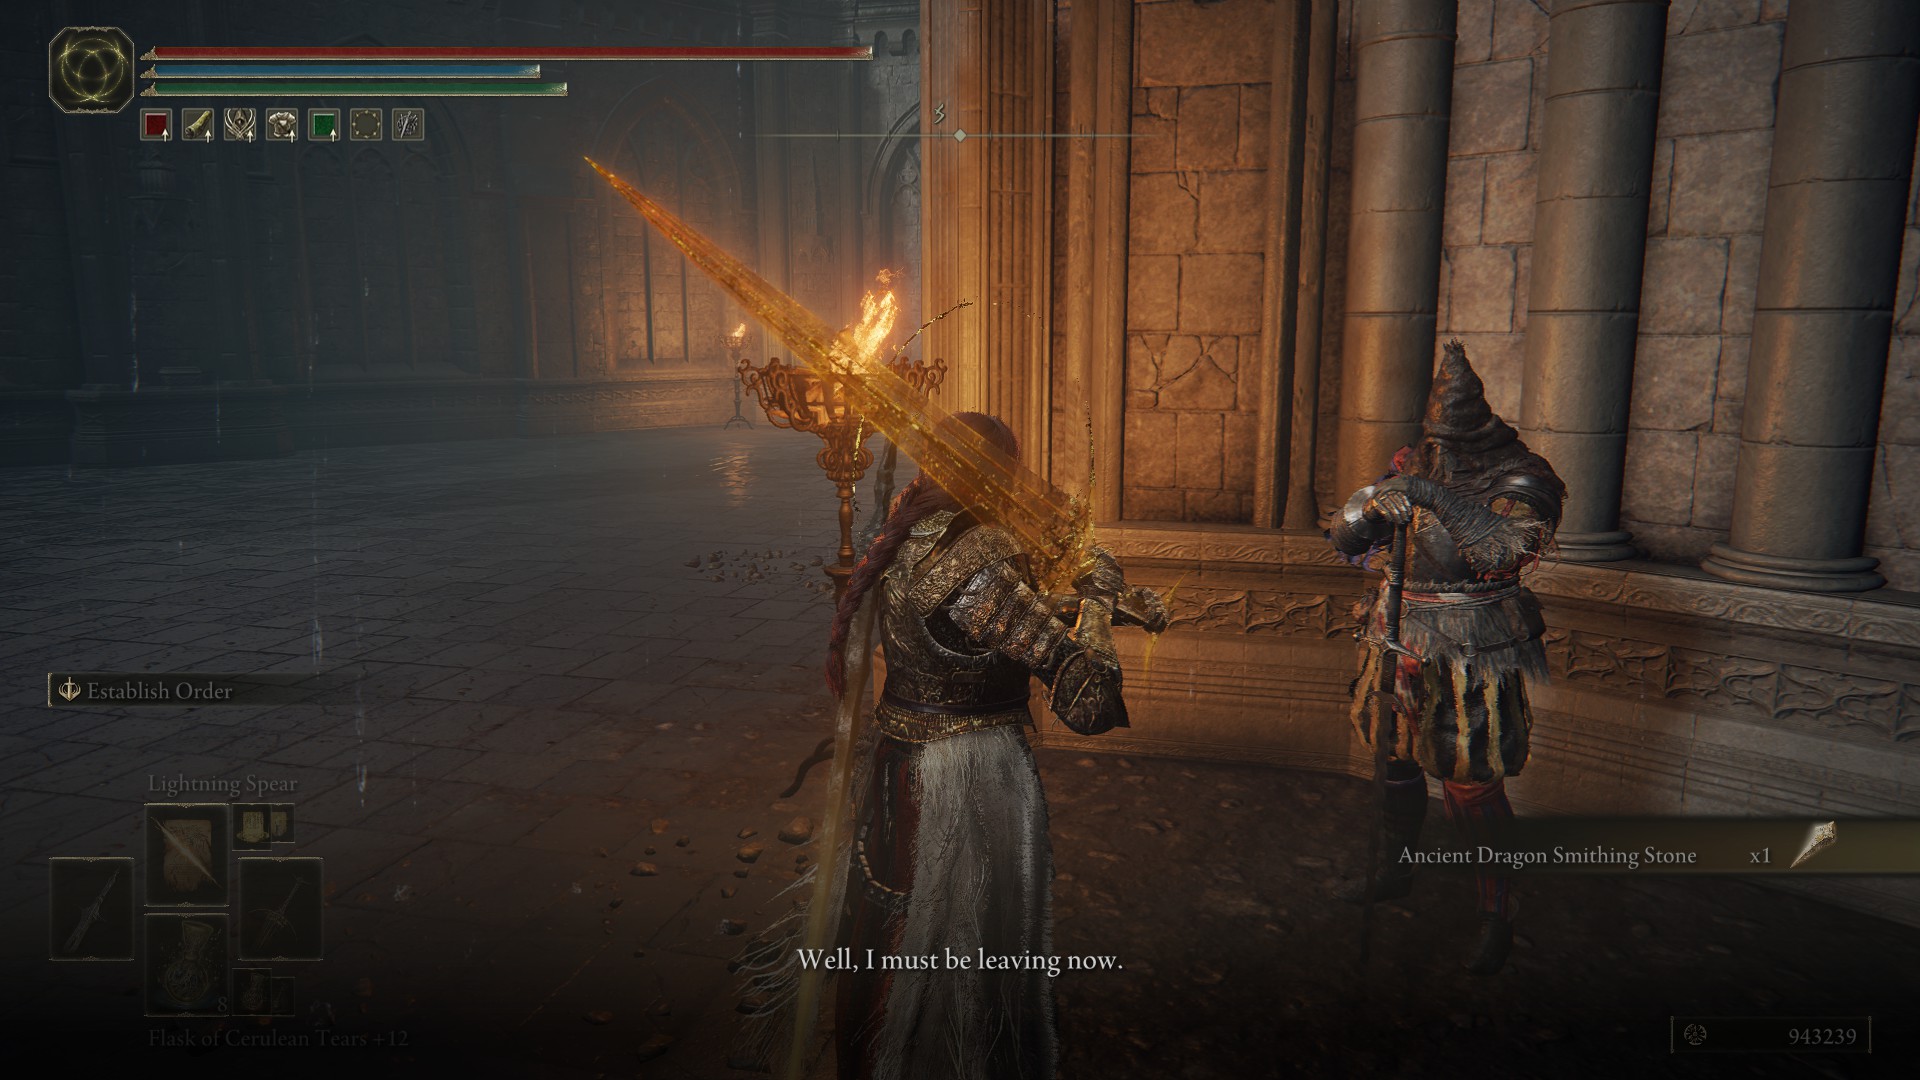 S
Establish Order
Lightning Spear
Ancient Dragon Smithing Stone x1
8
Well, I must be leaving now.
Flask of Cerulean Tears +12
943239